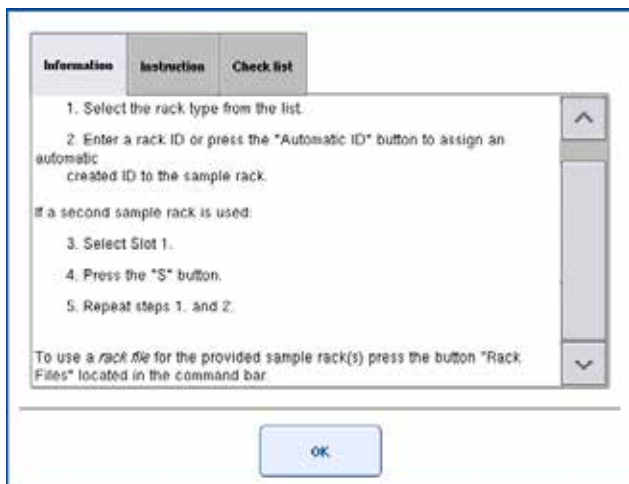 Information Instruction Check list
1. Select the rack type from the list.
2. Enter a rack ID or press the "Automatic ID" button to assign an
automatic
created ID to the sample rack.
If a second sample rack is used:
3. Select Slot 1.
4. Press the "S" button.
5. Repeat steps 1. and 2.
To use a rack file for the provided sample rack(s) press the button "Rack
Files" located in the command bar.
OK